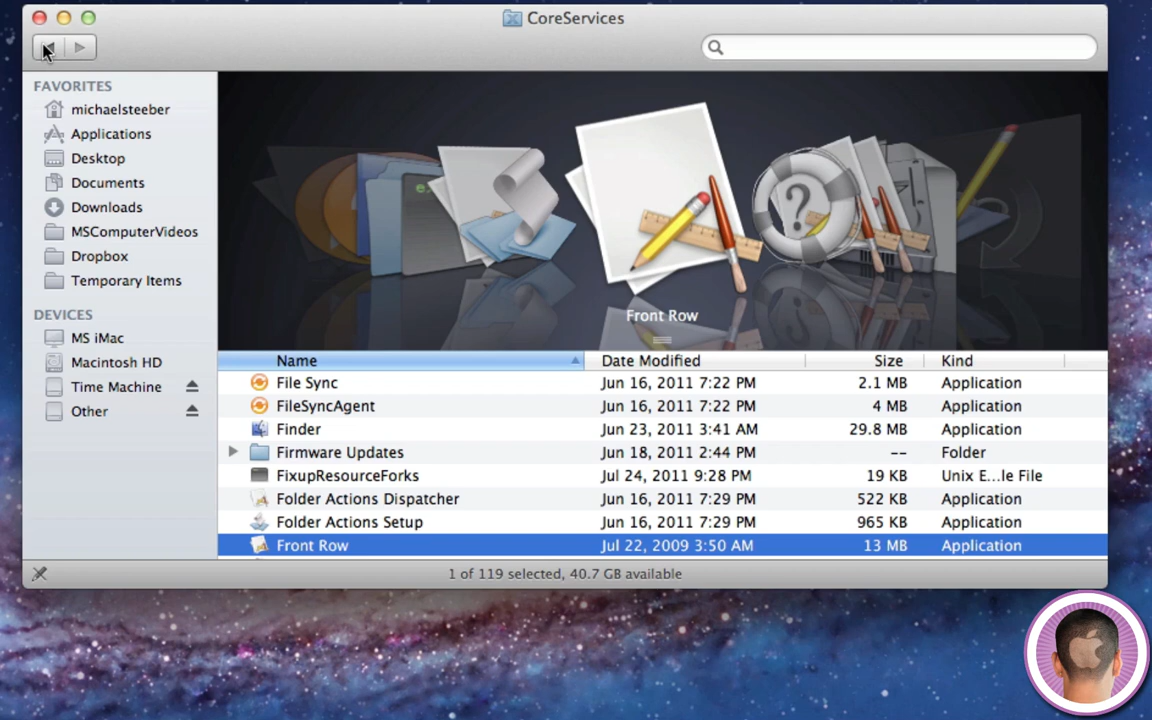 CoreServices
FAVORITES
michaelsteeber
Applications
Desktop
Documents
Downloads
MSComputerVideos
Dropbox
Temporary Items
DEVICES
MS iMac
Macintosh HD
Time Machine
Other
Front Row
Name Date Modified Size Kind
File Sync Jun 16, 2011 7:22 PM 2.1 MB Application
FileSyncAgent Jun 16, 2011 7:22 PM 4 MB Application
Finder Jun 23, 2011 3:41 AM 29.8 MB Application
Firmware Updates Jun 18, 2011 2:44 PM -- Folder
FixupResourceForks Jul 24, 2011 9:28 PM 19 KB Unix E...le File
Folder Actions Dispatcher Jun 16, 2011 7:29 PM 522 KB Application
Folder Actions Setup Jun 16, 2011 7:29 PM 965 KB Application
Front Row Jul 22, 2009 3:50 AM 13 MB Application
1 of 119 selected, 40.7 GB available